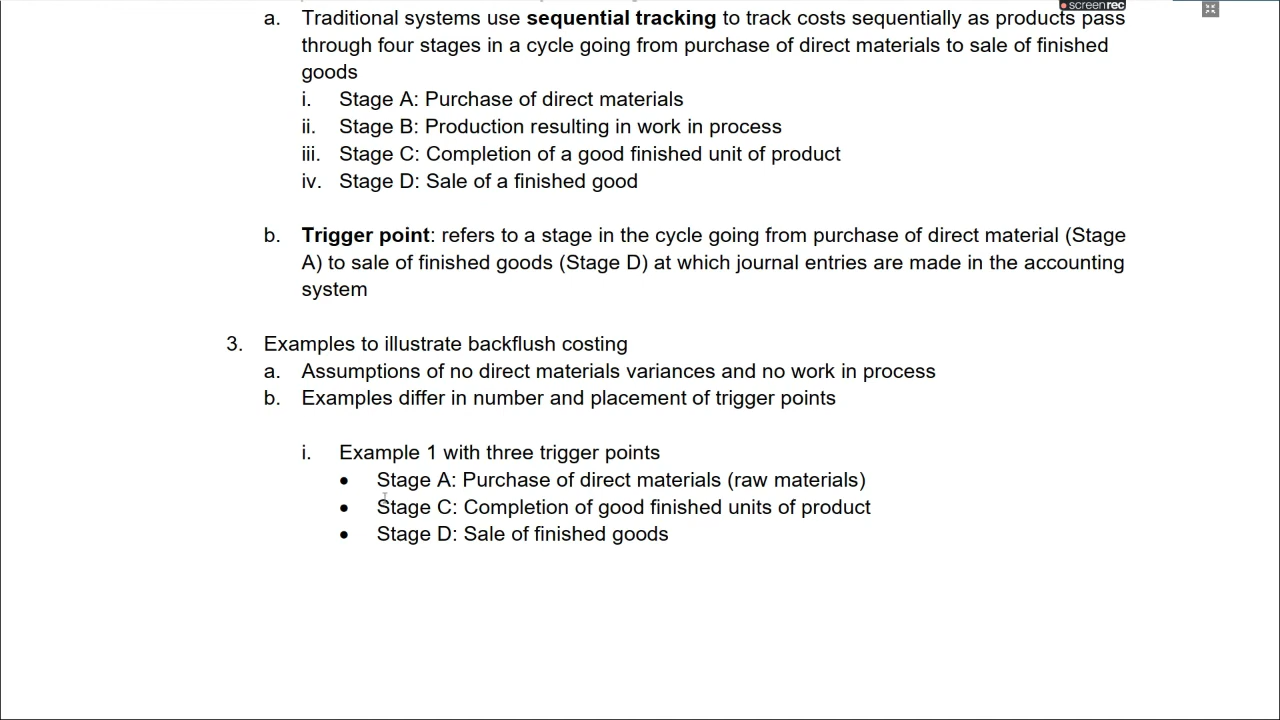 screenrec
a. Traditional systems use sequential tracking to track costs sequentially as products pass
through four stages in a cycle going from purchase of direct materials to sale of finished
goods
i. Stage A: Purchase of direct materials
ii. Stage B: Production resulting in work in process
iii. Stage C: Completion of a good finished unit of product
iv. Stage D: Sale of a finished good
b. Trigger point: refers to a stage in the cycle going from purchase of direct material (Stage
A) to sale of finished goods (Stage D) at which journal entries are made in the accounting
system
3. Examples to illustrate backflush costing
a. Assumptions of no direct materials variances and no work in process
b. Examples differ in number and placement of trigger points
i. Example 1 with three trigger points
• Stage A: Purchase of direct materials (raw materials)
• Stage C: Completion of good finished units of product
• Stage D: Sale of finished goods